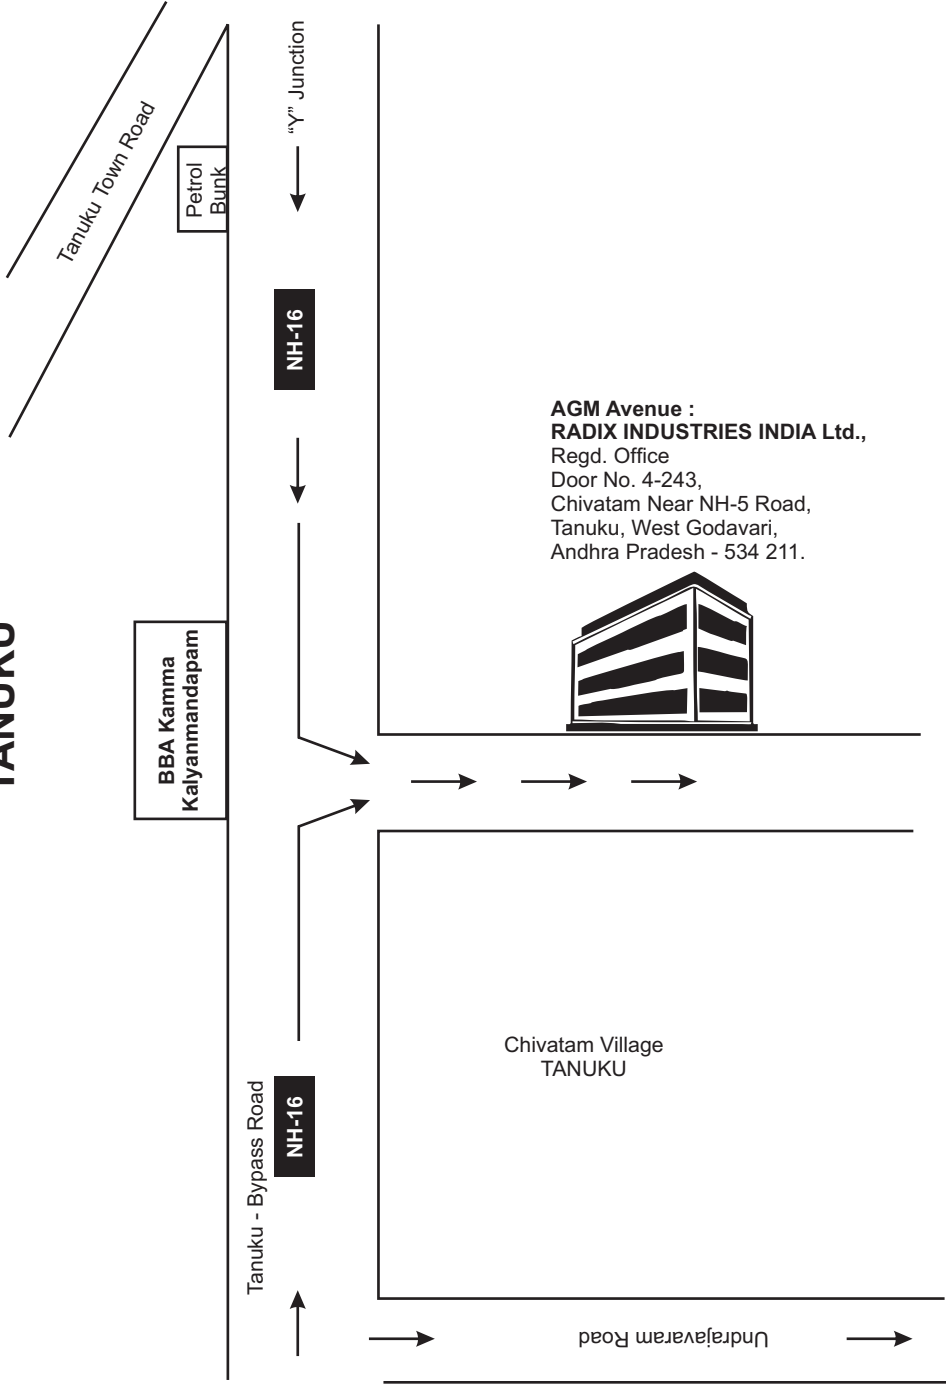 "Y" Junction
Tanuku Town Road
Petrol
Bunk
NH-16
AGM Avenue :
RADIX INDUSTRIES INDIA Ltd.,
Regd. Office
Door No. 4-243,
Chivatam Near NH-5 Road,
Tanuku, West Godavari,
Andhra Pradesh - 534 211.
TANUKU
BBA Kamma
Kalyanmandapam
Chivatam Village
TANUKU
Tanuku - Bypass Road
NH-16
Undrajavaram Road